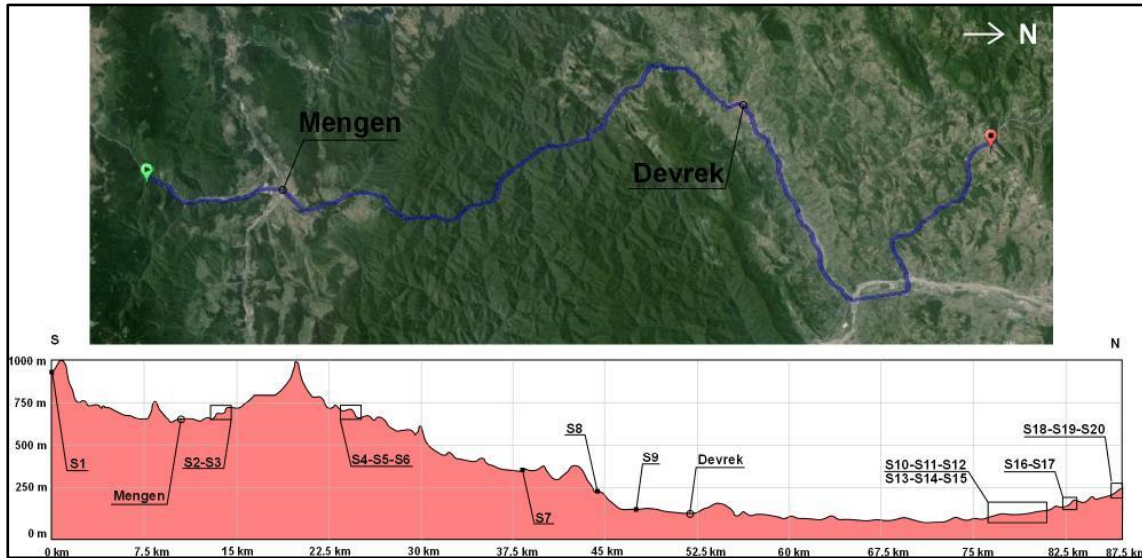 N
Mengen
Devrek
S
N
1000 m
750 m
500 m
250 m
0 m
S1
Mengen
S2-S3
S4-S5-S6
S7
S8
S9
Devrek
S10-S11-S12
S13-S14-S15
S16-S17
S18-S19-S20
0 km 7.5 km 15 km 22.5 km 30 km 37.5 km 45 km 52.5 km 60 km 67.5 km 75 km 82.5 km 87.5 km